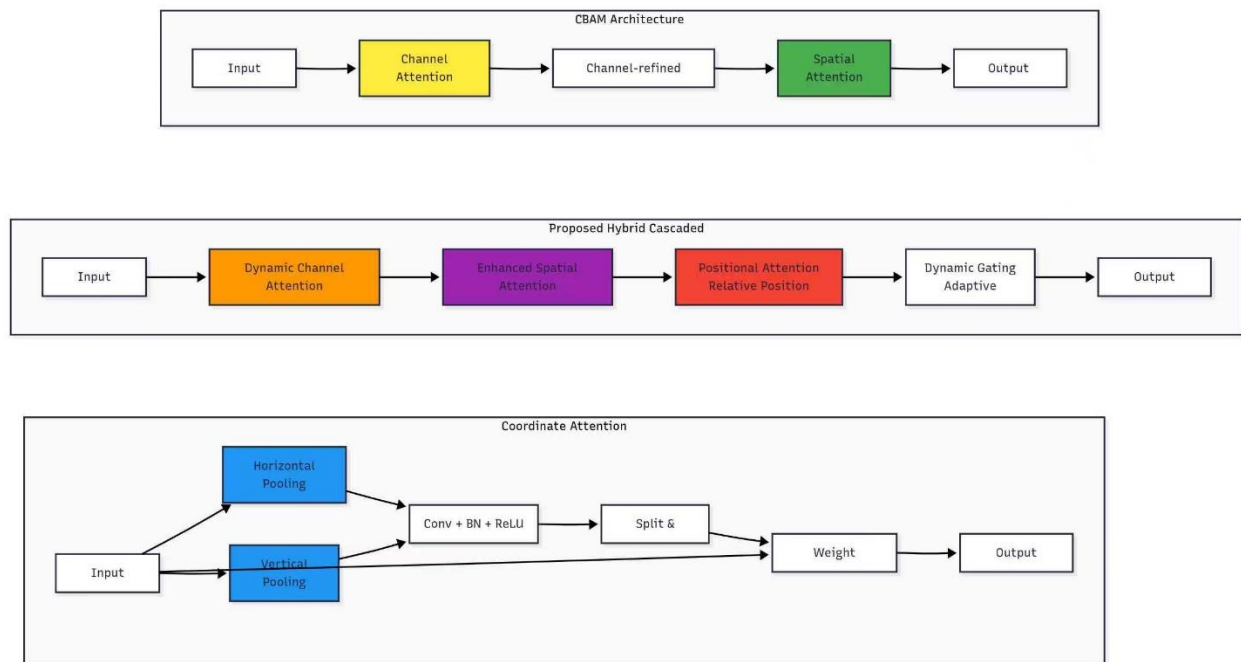 CBAM Architecture
Input
Channel
Attention
Channel-refined
Spatial
Attention
Output
Proposed Hybrid Cascaded
Input
Dynamic Channel
Attention
Enhanced Spatial
Attention
Positional Attention
Relative Position
Dynamic Gating
Adaptive
Output
Coordinate Attention
Input
Horizontal
Pooling
Vertical
Pooling
Conv + BN + ReLU
Split &
Weight
Output